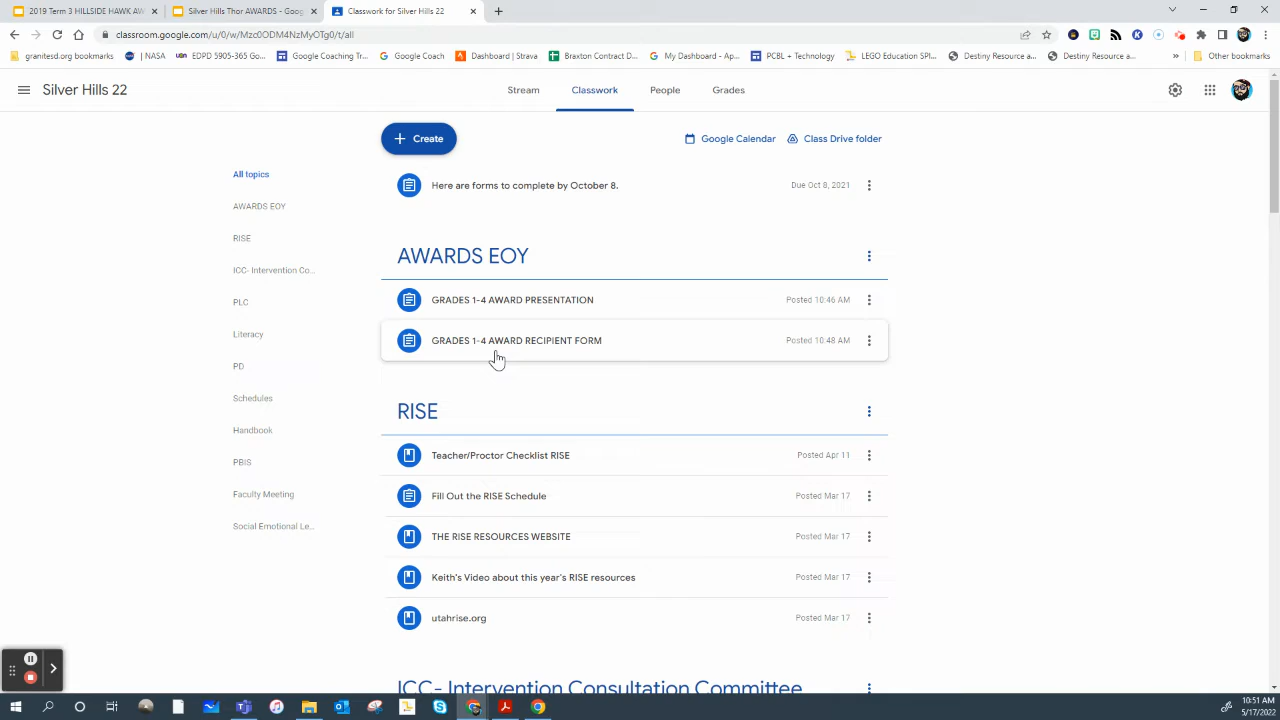 2019 Term 3 HILLSIDE HAWK AW
Silver Hills Thor AWARDS - Goog
Classwork for Silver Hills 22
classroom.google.com/u/0/w/Mzc0ODM4NzMyOTg0/t/all
granitesd.org bookmarks
| NASA
EDPD 5905-365 Go...
Google Coaching Tr...
Google Coach
Dashboard | Strava
Braxton Contract D...
My Dashboard - Ap...
PCBL + Technology
LEGO Education SPI...
Destiny Resource a...
Destiny Resource a...
»
Other bookmarks
Silver Hills 22
Stream
Classwork
People
Grades
+ Create
Google Calendar
Class Drive folder
All topics
AWARDS EOY
RISE
ICC- Intervention Co...
PLC
Literacy
PD
Schedules
Handbook
PBIS
Faculty Meeting
Social Emotional Le...
Here are forms to complete by October 8.
Due Oct 8, 2021
AWARDS EOY
GRADES 1-4 AWARD PRESENTATION
Posted 10:46 AM
GRADES 1-4 AWARD RECIPIENT FORM
Posted 10:48 AM
RISE
Teacher/Proctor Checklist RISE
Posted Apr 11
Fill Out the RISE Schedule
Posted Mar 17
THE RISE RESOURCES WEBSITE
Posted Mar 17
Keith's Video about this year's RISE resources
Posted Mar 17
utahrise.org
Posted Mar 17
ICC- Intervention Consultation Committee
10:51 AM
5/17/2022